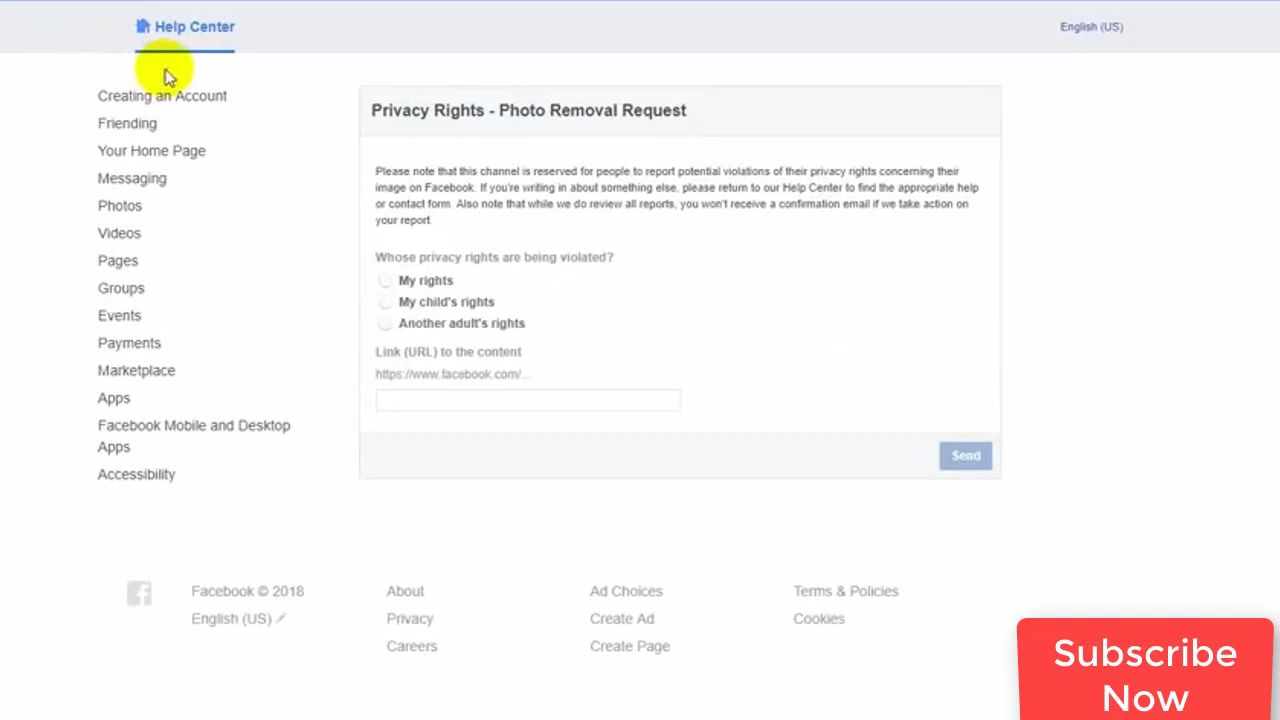 Help Center
English (US)
Creating an Account
Friending
Your Home Page
Messaging
Photos
Videos
Pages
Groups
Events
Payments
Marketplace
Apps
Facebook Mobile and Desktop
Apps
Accessibility
Privacy Rights - Photo Removal Request
Please note that this channel is reserved for people to report potential violations of their privacy rights concerning their
image on Facebook. If you're writing in about something else, please return to our Help Center to find the appropriate help
or contact form. Also note that while we do review all reports, you won't receive a confirmation email if we take action on
your report.
Whose privacy rights are being violated?
My rights
My child's rights
Another adult's rights
Link (URL) to the content
https://www.facebook.com/...
Send
Facebook © 2018
English (US)
About
Privacy
Careers
Ad Choices
Create Ad
Create Page
Terms & Policies
Cookies
Subscribe
Now